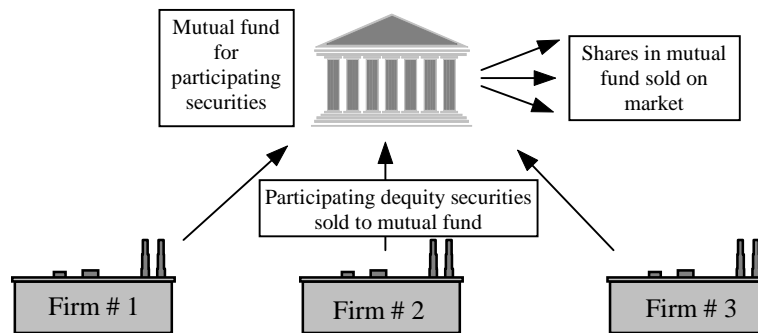 Mutual fund
for
participating
securities
Shares in mutual
fund sold on
market
Participating dequity securities
sold to mutual fund
Firm # 1
Firm # 2
Firm # 3